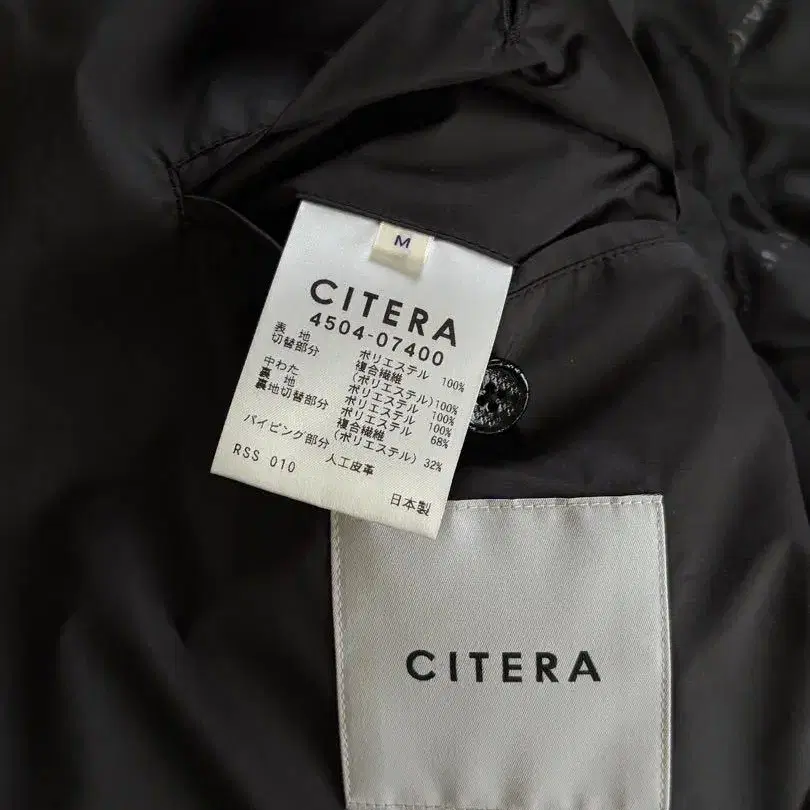 M
CITERA
4504-07400
表 地 ポリエステル 100%
切替部分 複合繊維
(ポリエステル)100%
中わた ポリエステル 100%
裏 地 ポリエステル 100%
裏地切替部分 ポリエステル 68%
複合繊維
(ポリエステル) 32%
パイピング部分 人工皮革
RSS 010
日本製
CITERA